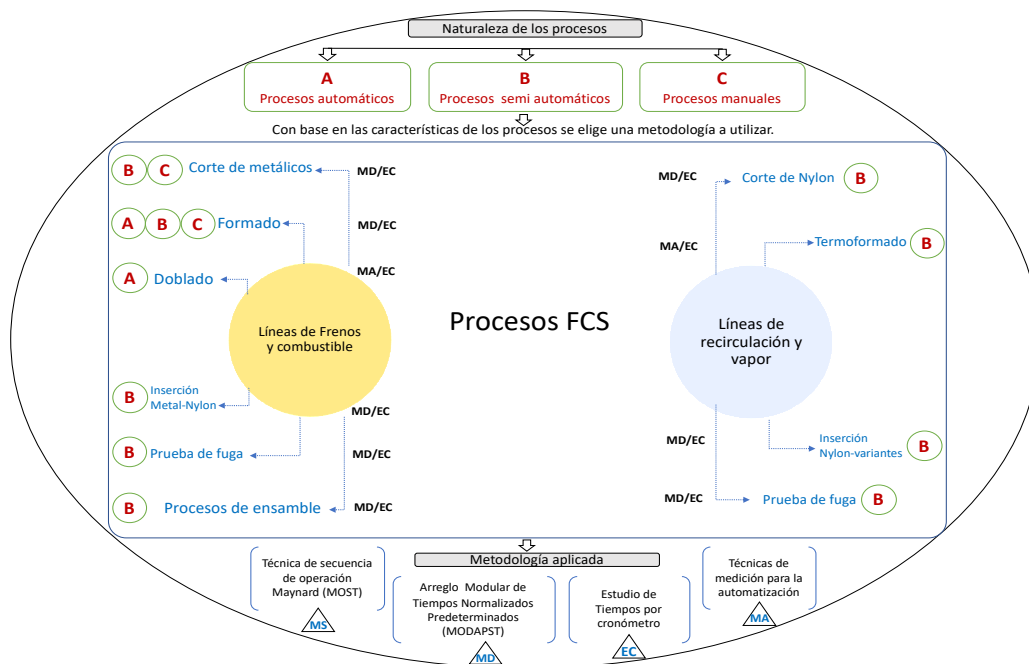 Naturaleza de los procesos
A
Procesos automáticos
B
Procesos semi automáticos
C
Procesos manuales
Con base en las características de los procesos se elige una metodología a utilizar.
B C Corte de metálicos
MD/EC
A B C Formado
MD/EC
A Doblado
MA/EC
Líneas de Frenos
y combustible
B Inserción
Metal-Nylon
MD/EC
B Prueba de fuga
MD/EC
B Procesos de ensamble
MD/EC
Procesos FCS
MD/EC
Corte de Nylon B
MA/EC
Termoformado B
Líneas de
recirculación y
vapor
MD/EC
Inserción
Nylon-variantes B
MD/EC
Prueba de fuga B
Metodología aplicada
Técnica de secuencia
de operación
Maynard (MOST)
MS
Arreglo Modular de
Tiempos Normalizados
Predeterminados
(MODAPST)
MD
Estudio de
Tiempos por
cronómetro
EC
Técnicas de
medición para la
automatización
MA